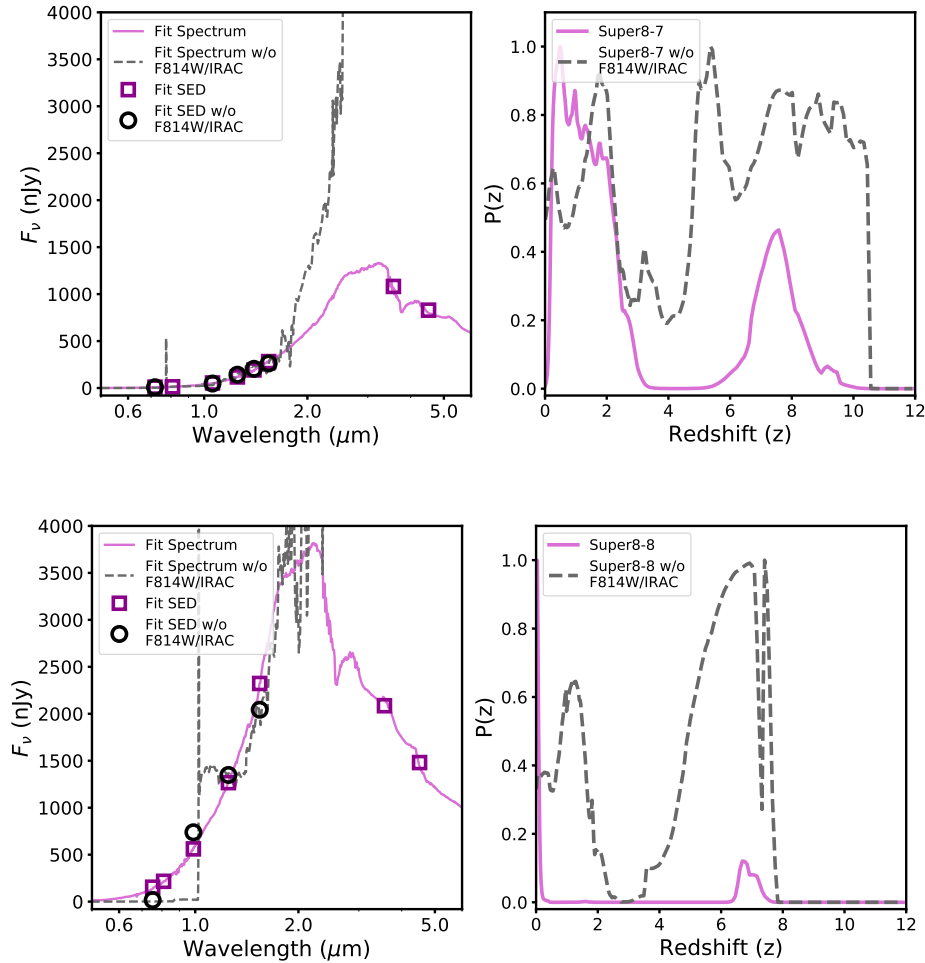 4000
3500
3000
2500
2000
1500
1000
500
0
F_ν (nJy)
Fit Spectrum
Fit Spectrum w/o
F814W/IRAC
Fit SED
Fit SED w/o
F814W/IRAC
0.6
1.0
2.0
5.0
Wavelength (μm)
1.0
0.8
0.6
0.4
0.2
0.0
P(z)
Super8-7
Super8-7 w/o
F814W/IRAC
0
2
4
6
8
10
12
Redshift (z)
4000
3500
3000
2500
2000
1500
1000
500
0
F_ν (nJy)
Fit Spectrum
Fit Spectrum w/o
F814W/IRAC
Fit SED
Fit SED w/o
F814W/IRAC
0.6
1.0
2.0
5.0
Wavelength (μm)
1.0
0.8
0.6
0.4
0.2
0.0
P(z)
Super8-8
Super8-8 w/o
F814W/IRAC
0
2
4
6
8
10
12
Redshift (z)